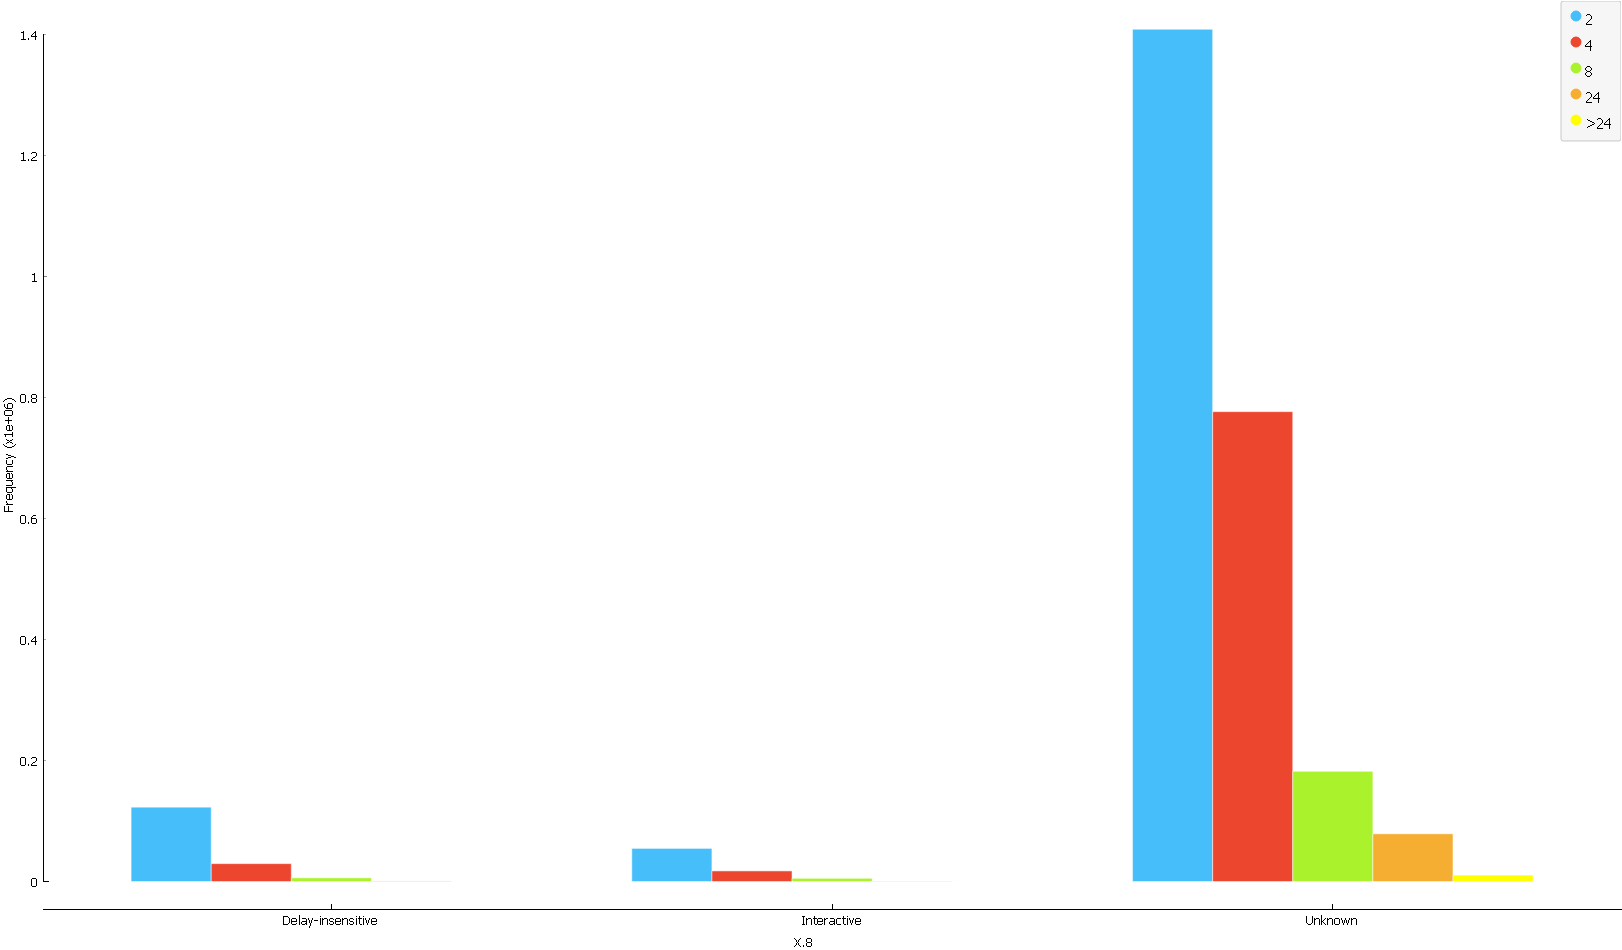 2
4
8
24
>24
1.4
1.2
1
0.8
0.6
0.4
0.2
0
Frequency (x1e+06)
Delay-insensitive
Interactive
Unknown
X.8